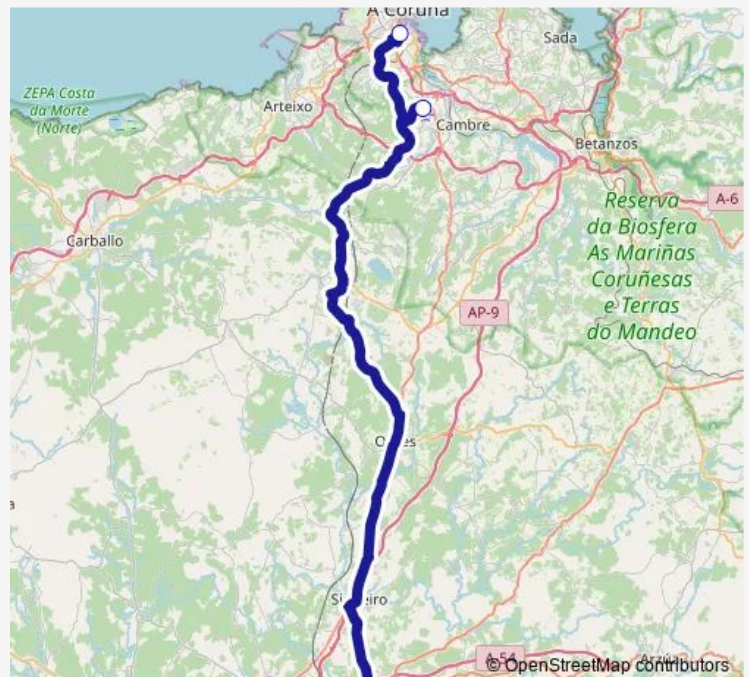 A Coruña
Sada
ZEPA Costa
da Morte
(Norte)
Arteixo
Cambre
Betanzos
Reserva
da Biosfera
As Mariñas
Coruñesas
e Terras
do Mandeo
A-6
Carballo
AP-9
A-54
© OpenStreetMap contributors